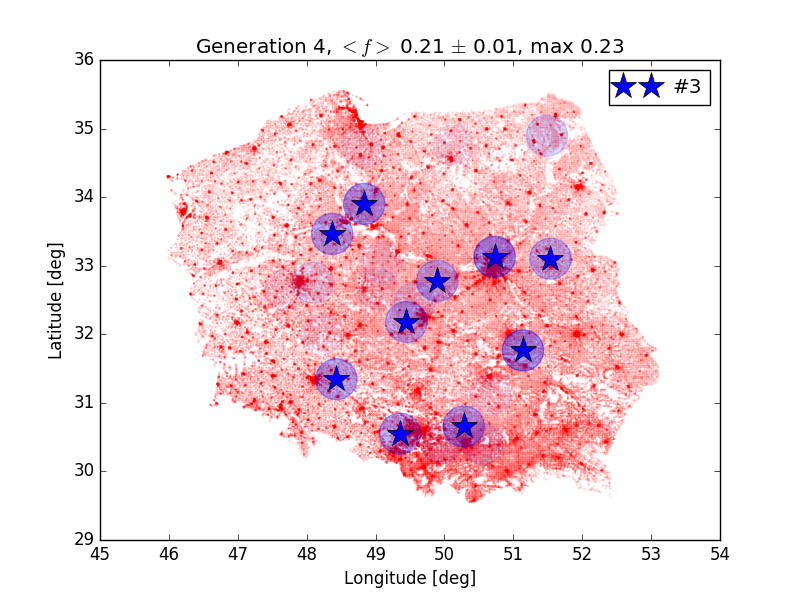 Generation 4, < f > 0.21 ± 0.01, max 0.23
#3
36
35
34
33
32
31
30
29
Latitude [deg]
45 46 47 48 49 50 51 52 53 54
Longitude [deg]